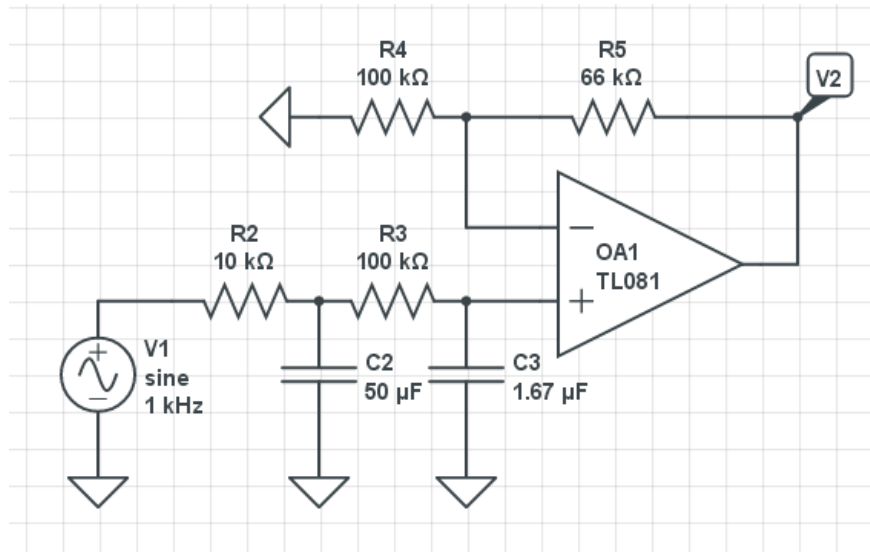 R4
100 kΩ
R5
66 kΩ
V2
R2
10 kΩ
R3
100 kΩ
OA1
TL081
V1
sine
1 kHz
C2
50 µF
C3
1.67 µF